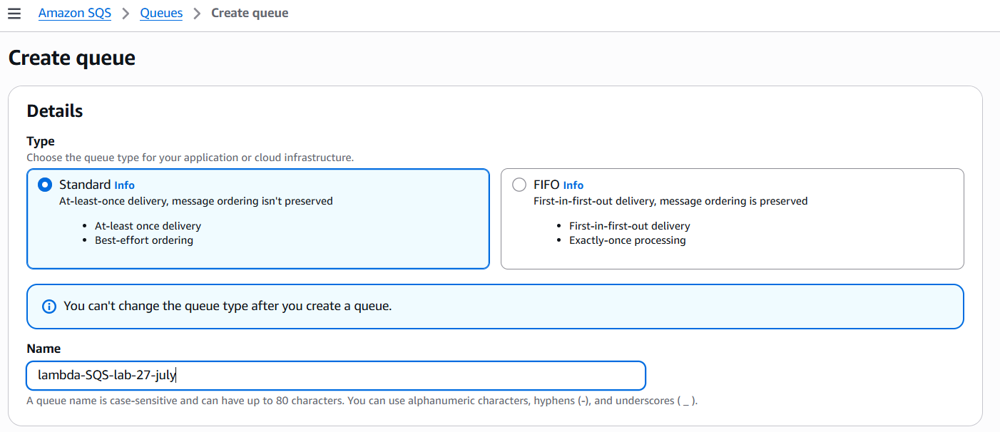 Amazon SQS > Queues > Create queue
Create queue
Details
Type
Choose the queue type for your application or cloud infrastructure.
Standard Info
At-least-once delivery, message ordering isn't preserved
• At-least once delivery
• Best-effort ordering
FIFO Info
First-in-first-out delivery, message ordering is preserved
• First-in-first-out delivery
• Exactly-once processing
You can't change the queue type after you create a queue.
Name
lambda-SQS-lab-27-july
A queue name is case-sensitive and can have up to 80 characters. You can use alphanumeric characters, hyphens (-), and underscores ( _ ).